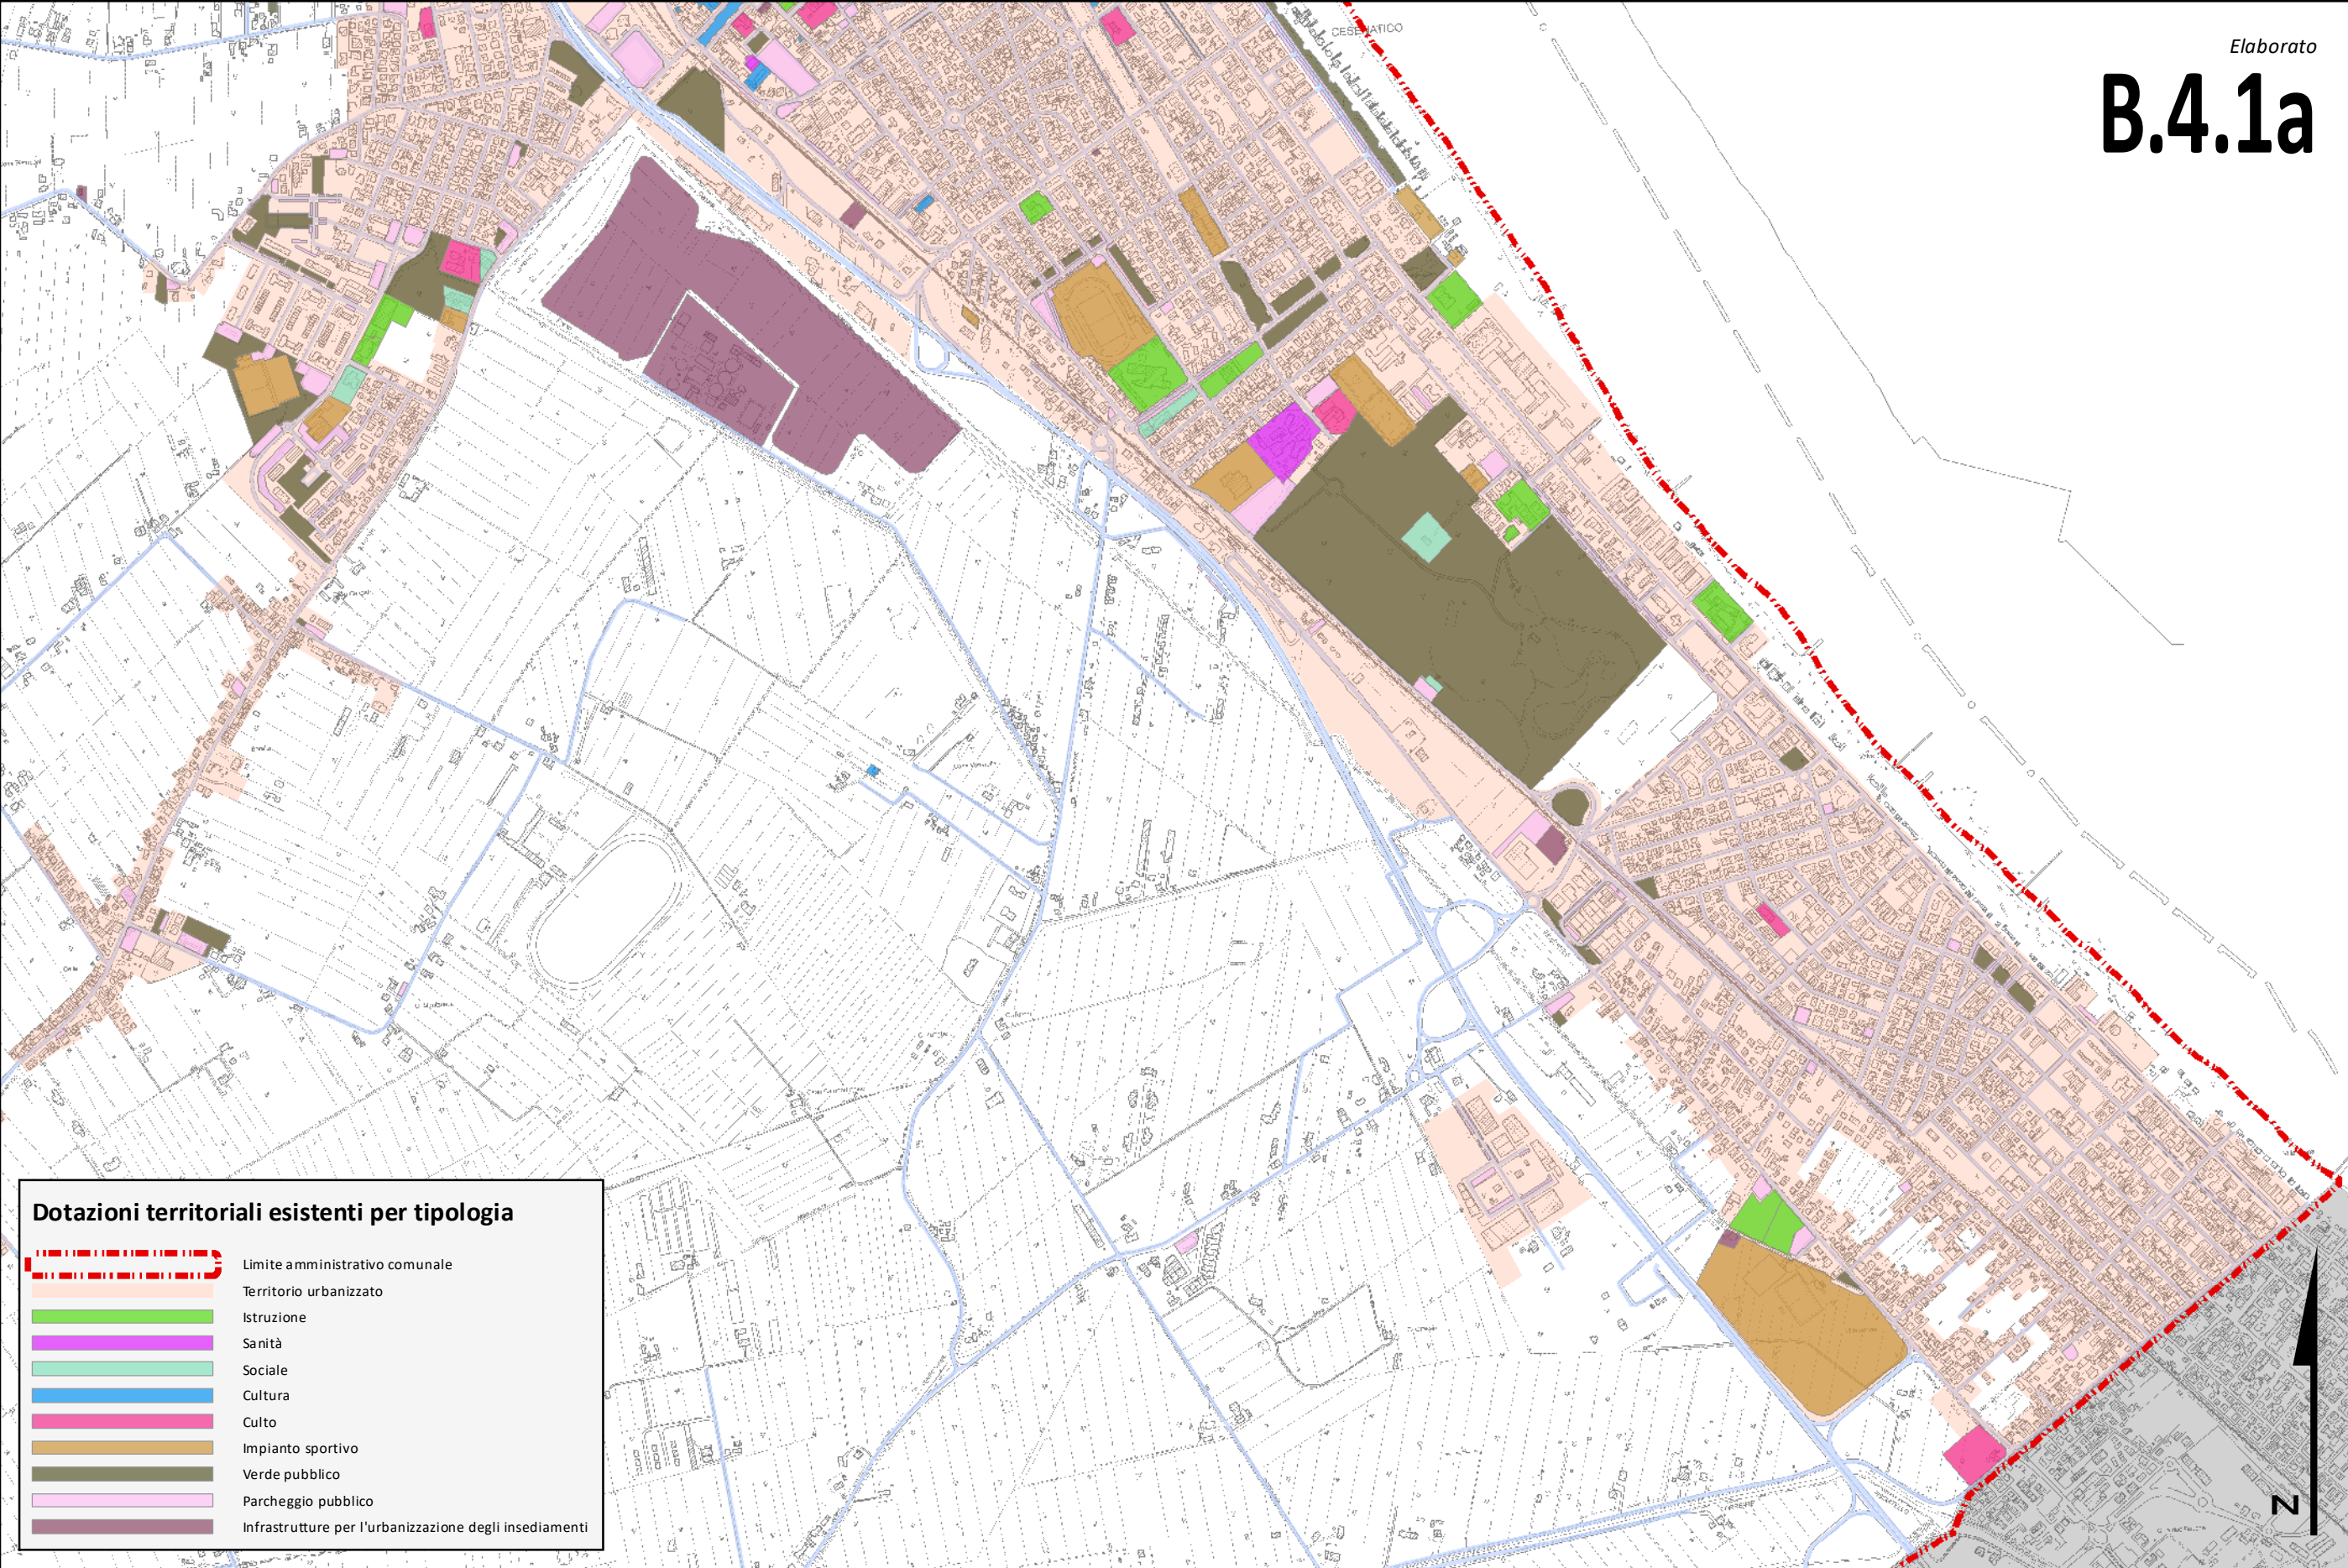 CESENATICO
Elaborato
B.4.1a
Dotazioni territoriali esistenti per tipologia
Limite amministrativo comunale
Territorio urbanizzato
Istruzione
Sanità
Sociale
Cultura
Culto
Impianto sportivo
Verde pubblico
Parcheggio pubblico
Infrastrutture per l'urbanizzazione degli insediamenti
N